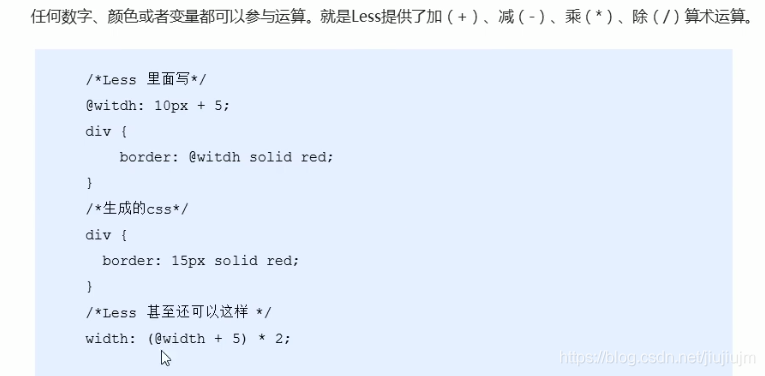 任何数字、颜色或者变量都可以参与运算。就是Less提供了加（+）、减（-）、乘（*）、除（/）算术运算。
/*Less 里面写*/
@witdh: 10px + 5;
div {
    border: @witdh solid red;
}
/*生成的css*/
div {
  border: 15px solid red;
}
/*Less 甚至还可以这样 */
width: (@width + 5) * 2;
https://blog.csdn.net/jiujiujm